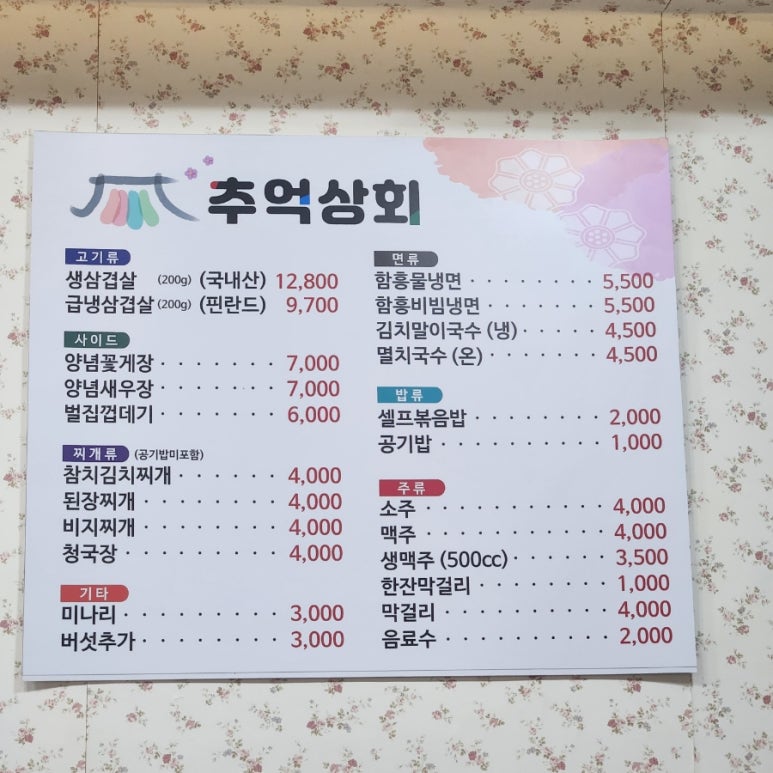 추억상회
고기류
생삼겹살 (200g) (국내산) 12,800
급냉삼겹살 (200g) (핀란드) 9,700
사이드
양념꽃게장 · · · · · · · 7,000
양념새우장 · · · · · · · 7,000
벌집껍데기 · · · · · · · 6,000
찌개류 (공기밥미포함)
참치김치찌개 · · · · · · 4,000
된장찌개 · · · · · · · · 4,000
비지찌개 · · · · · · · · 4,000
청국장 · · · · · · · · · 4,000
기타
미나리 · · · · · · · · · 3,000
버섯추가 · · · · · · · · 3,000
면류
함흥물냉면 · · · · · · · 5,500
함흥비빔냉면 · · · · · · 5,500
김치말이국수 (냉) · · · · 4,500
멸치국수 (온) · · · · · · 4,500
밥류
셀프볶음밥 · · · · · · · 2,000
공기밥 · · · · · · · · · 1,000
주류
소주 · · · · · · · · · · 4,000
맥주 · · · · · · · · · · 4,000
생맥주 (500cc) · · · · · 3,500
한잔막걸리 · · · · · · · 1,000
막걸리 · · · · · · · · · 4,000
음료수 · · · · · · · · · 2,000